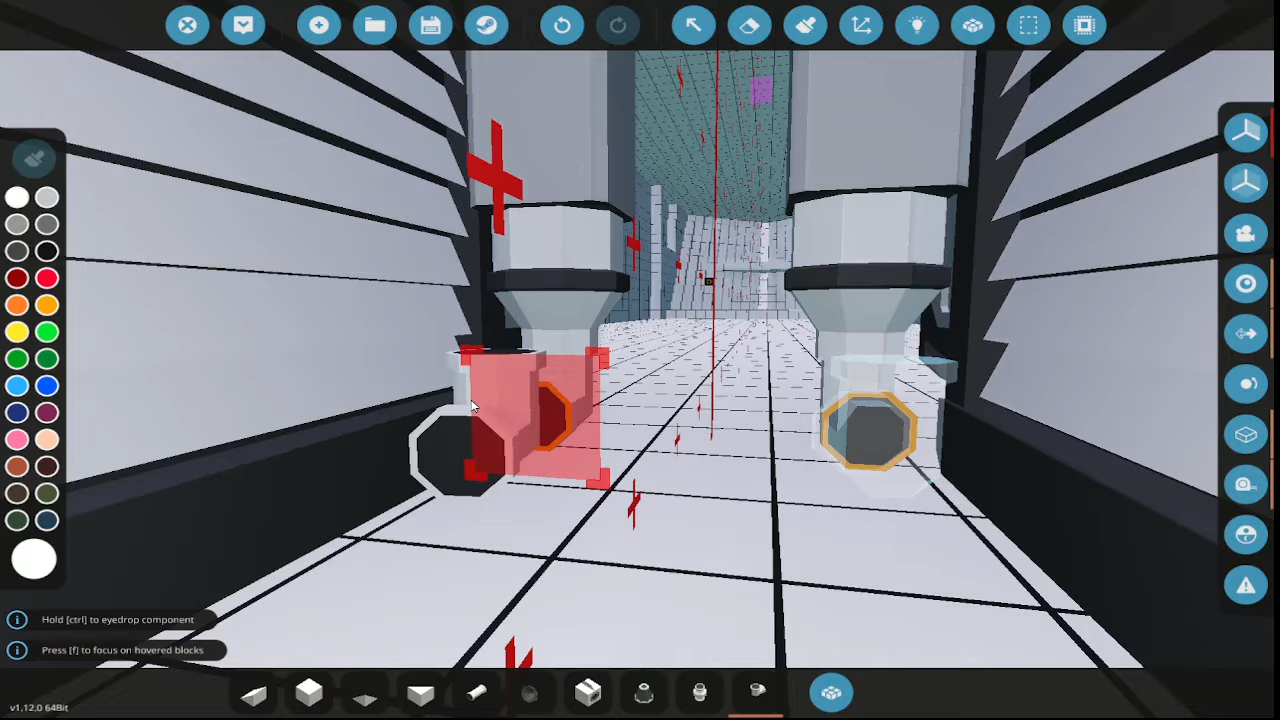 Hold [ctrl] to eyedrop component
Press [f] to focus on hovered blocks
v1.12.0 64Bit